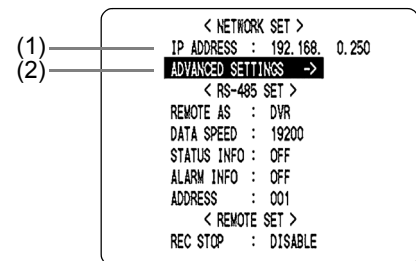 < NETWORK SET >
(1) IP ADDRESS : 192.168. 0.250
(2) ADVANCED SETTINGS ->
< RS-485 SET >
REMOTE AS : DVR
DATA SPEED : 19200
STATUS INFO : OFF
ALARM INFO : OFF
ADDRESS : 001
< REMOTE SET >
REC STOP : DISABLE